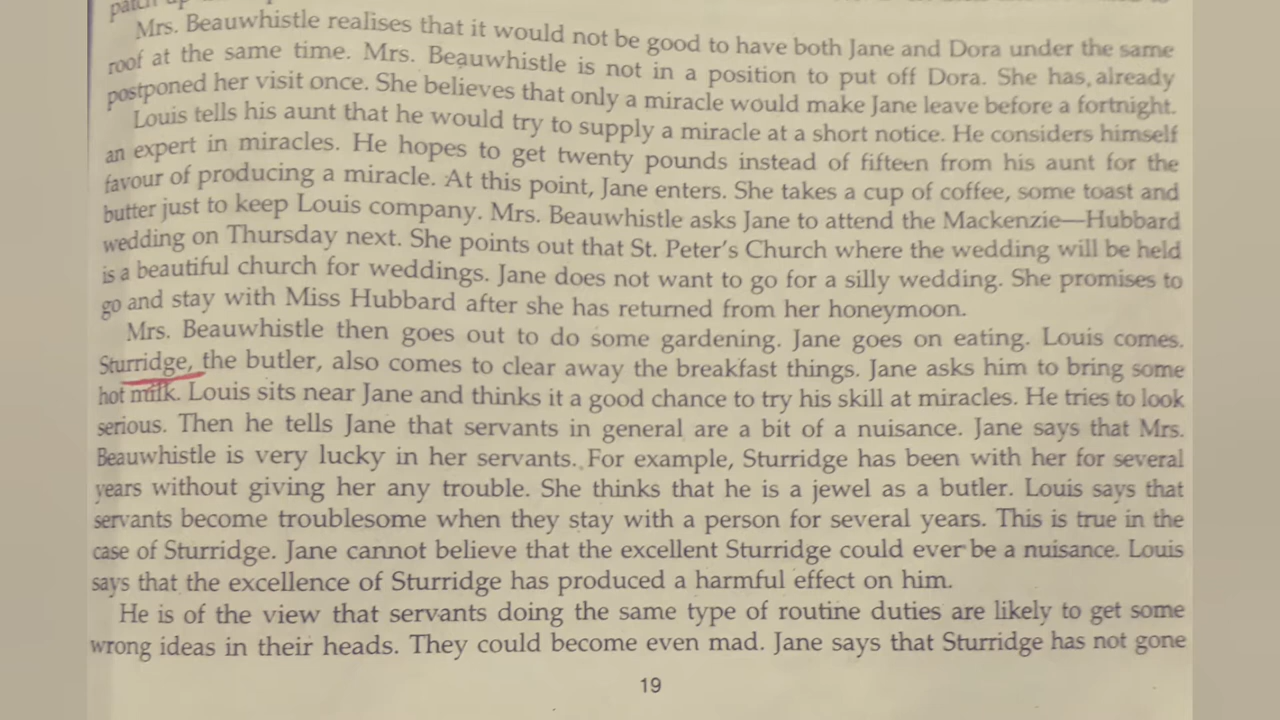 patch up
Mrs. Beauwhistle realises that it would not be good to have both Jane and Dora under the same
roof at the same time. Mrs. Beauwhistle is not in a position to put off Dora. She has already
postponed her visit once. She believes that only a miracle would make Jane leave before a fortnight.
Louis tells his aunt that he would try to supply a miracle at a short notice. He considers himself
an expert in miracles. He hopes to get twenty pounds instead of fifteen from his aunt for the
favour of producing a miracle. At this point, Jane enters. She takes a cup of coffee, some toast and
butter just to keep Louis company. Mrs. Beauwhistle asks Jane to attend the Mackenzie—Hubbard
wedding on Thursday next. She points out that St. Peter's Church where the wedding will be held
is a beautiful church for weddings. Jane does not want to go for a silly wedding. She promises to
go and stay with Miss Hubbard after she has returned from her honeymoon.
Mrs. Beauwhistle then goes out to do some gardening. Jane goes on eating. Louis comes.
Sturridge, the butler, also comes to clear away the breakfast things. Jane asks him to bring some
hot milk. Louis sits near Jane and thinks it a good chance to try his skill at miracles. He tries to look
serious. Then he tells Jane that servants in general are a bit of a nuisance. Jane says that Mrs.
Beauwhistle is very lucky in her servants. For example, Sturridge has been with her for several
years without giving her any trouble. She thinks that he is a jewel as a butler. Louis says that
servants become troublesome when they stay with a person for several years. This is true in the
case of Sturridge. Jane cannot believe that the excellent Sturridge could ever be a nuisance. Louis
says that the excellence of Sturridge has produced a harmful effect on him.
He is of the view that servants doing the same type of routine duties are likely to get some
wrong ideas in their heads. They could become even mad. Jane says that Sturridge has not gone
19